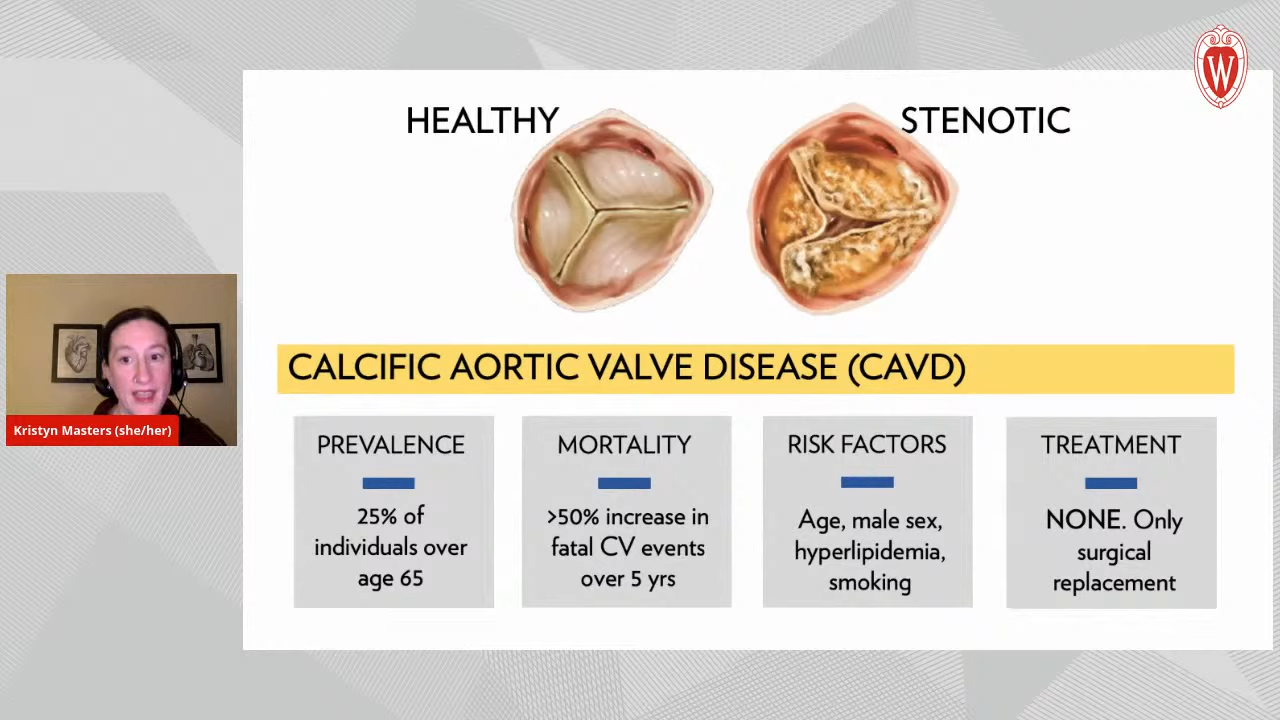 W
HEALTHY
STENOTIC
Kristyn Masters (she/her)
CALCIFIC AORTIC VALVE DISEASE (CAVD)
PREVALENCE
25% of
individuals over
age 65
MORTALITY
>50% increase in
fatal CV events
over 5 yrs
RISK FACTORS
Age, male sex,
hyperlipidemia,
smoking
TREATMENT
NONE. Only
surgical
replacement